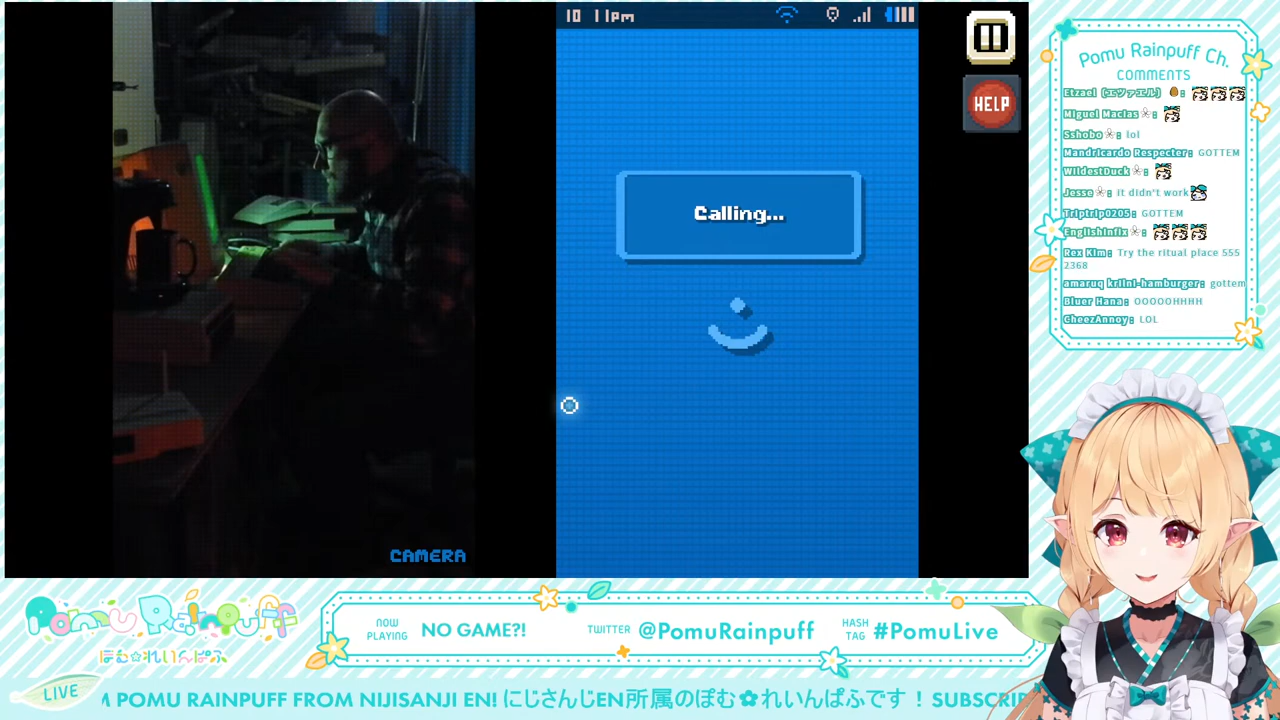 10 11pm
Calling...
CAMERA
HELP
Pomu Rainpuff Ch.
COMMENTS
Etzael (エツァエル) :
Miguel Macias :
Sshobo : lol
Mandricardo Respecter: GOTTEM
WildestDuck :
Jesse : it didn't work
Triptrip0205: GOTTEM
EnglishInfix :
Rex Kim: Try the ritual place 555
2368
amaruq kriini-hamburger: gottem
Bluer Hana: OOOOOHHHH
CheezAnnoy: LOL
Pomu Rainpuff
ぽむ れいんぱふ
NOW
PLAYING
NO GAME?!
TWITTER @PomuRainpuff
HASH
TAG
#PomuLive
LIVE
M POMU RAINPUFF FROM NIJISANJI EN! にじさんじEN所属のぽむ✿れいんぱふです！ SUBSCRI